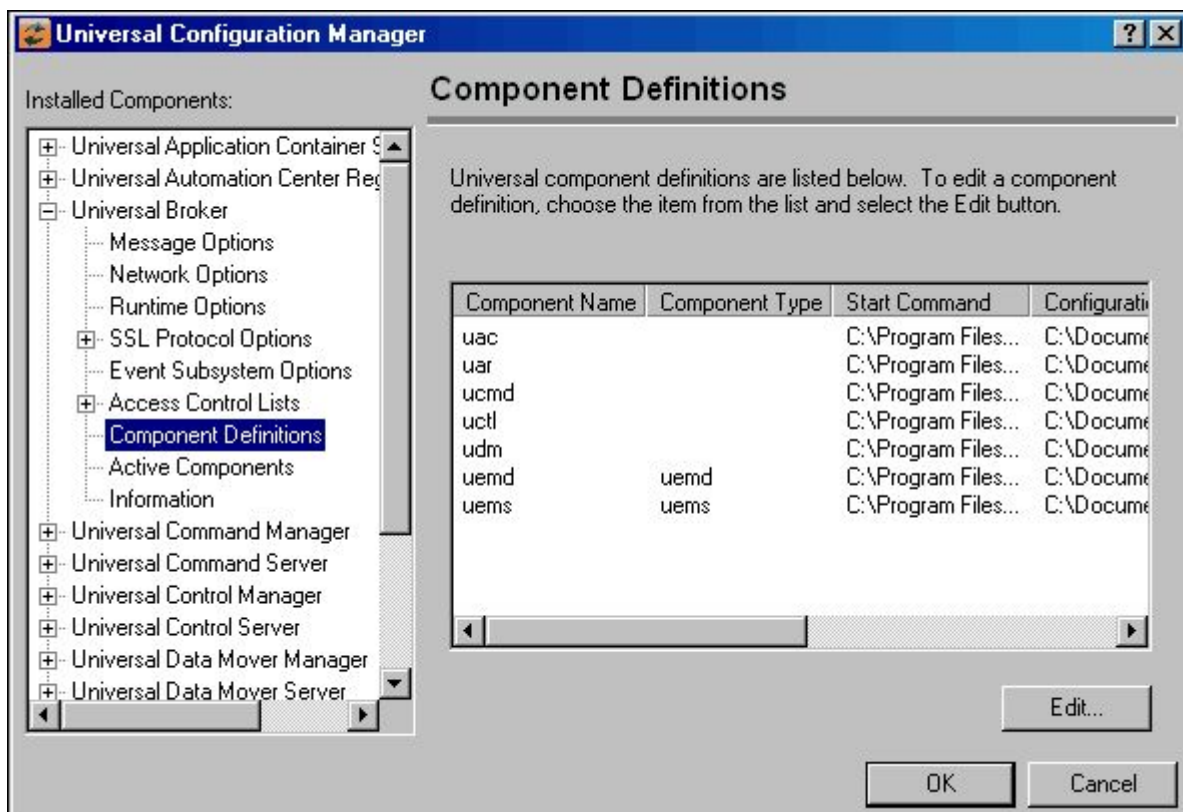 Universal Configuration Manager
Installed Components:
Universal Application Container
Universal Automation Center
Universal Broker
Message Options
Network Options
Runtime Options
SSL Protocol Options
Event Subsystem Options
Access Control Lists
Component Definitions
Active Components
Information
Universal Command Manager
Universal Command Server
Universal Control Manager
Universal Control Server
Universal Data Mover Manager
Universal Data Mover Server
Component Definitions
Universal component definitions are listed below. To edit a component
definition, choose the item from the list and select the Edit button.
Component Name Component Type Start Command Configurati
uac C:\Program Files... C:\Docume
uar C:\Program Files... C:\Docume
ucmd C:\Program Files... C:\Docume
uctl C:\Program Files... C:\Docume
udm C:\Program Files... C:\Docume
uemd uemd C:\Program Files... C:\Docume
uems uems C:\Program Files... C:\Docume
Edit...
OK Cancel